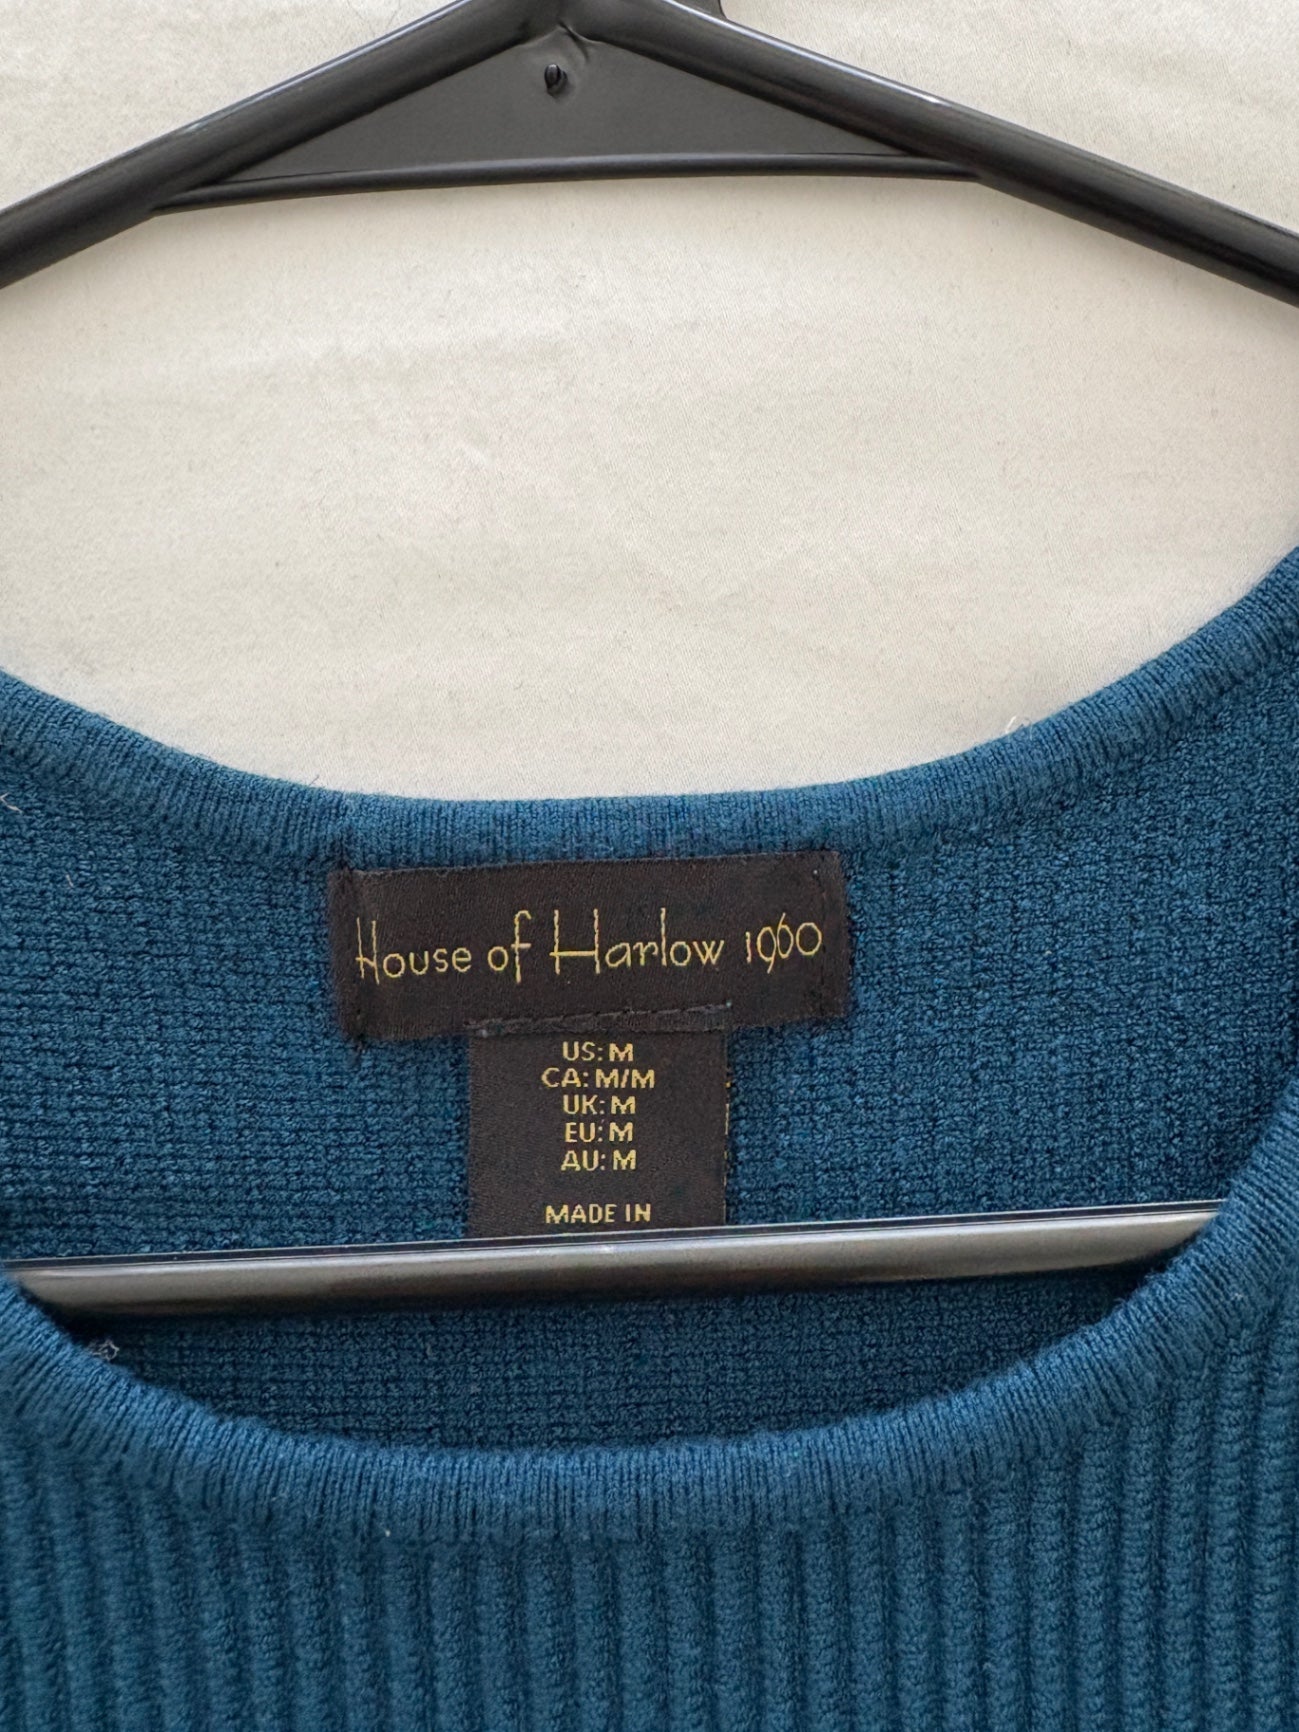 House of Harlow 1960
US: M
CA: M/M
UK: M
EU: M
AU: M
MADE IN